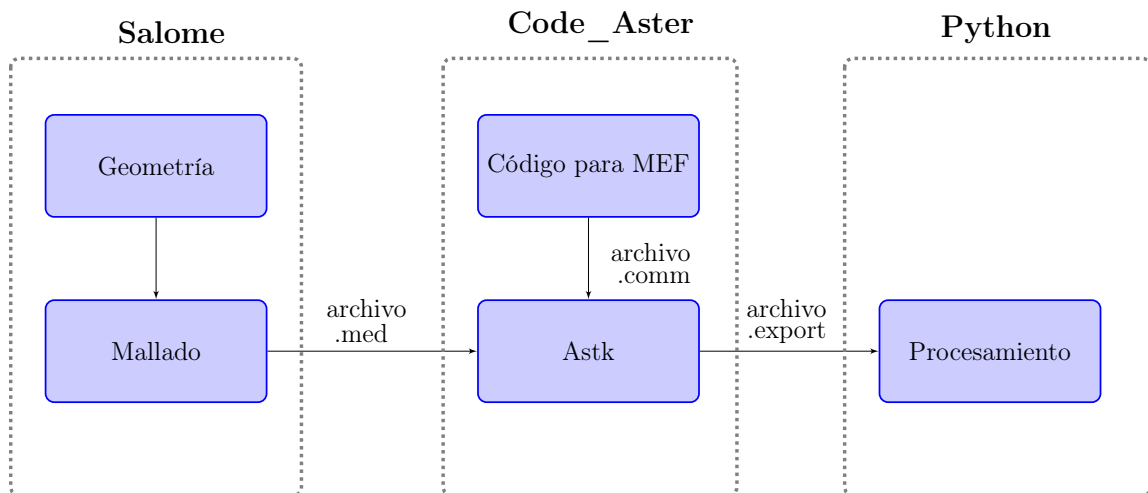 Salome
Code_Aster
Python
Geometría
Código para MEF
archivo
.comm
Mallado
archivo
.med
Astk
archivo
.export
Procesamiento